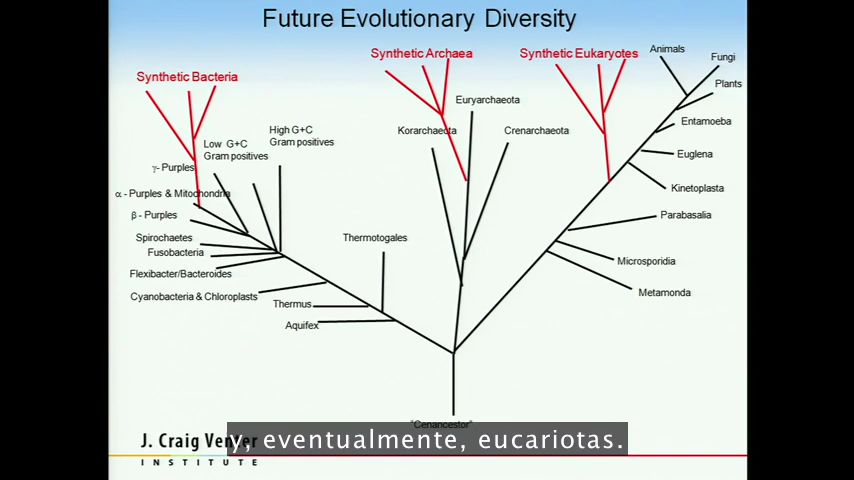 Future Evolutionary Diversity
Synthetic Bacteria
Synthetic Archaea
Synthetic Eukaryotes
Animals
Fungi
Plants
Entamoeba
Euglena
Kinetoplasta
Parabasalia
Microsporidia
Metamonda
Euryarchaeota
Korarchaeota
Crenarchaeota
High G+C
Gram positives
Low G+C
Gram positives
γ- Purples
α - Purples & Mitochondria
β - Purples
Spirochaetes
Fusobacteria
Flexibacter/Bacteroides
Cyanobacteria & Chloroplasts
Thermotogales
Thermus
Aquifex
"Cenancestor"
J. Craig Venter
INSTITUTE
y, eventualmente, eucariotas.